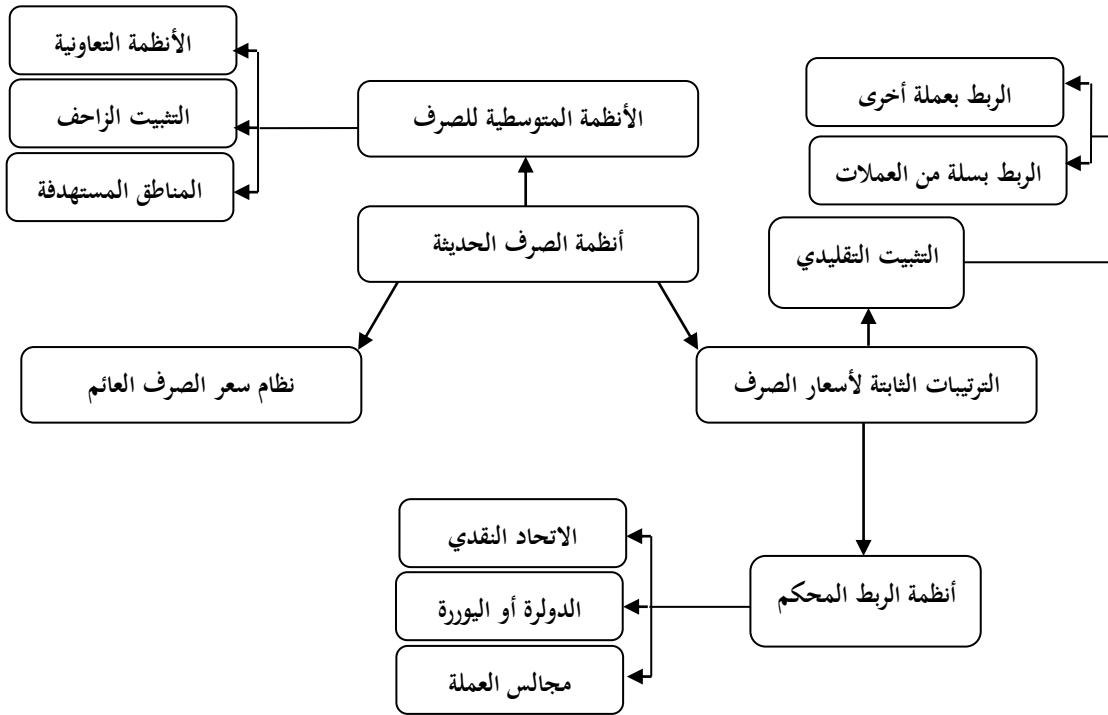 الأنظمة التعاونية
التثبيت الزاحف
المناطق المستهدفة
الأنظمة المتوسطية للصرف
الربط بعملة أخرى
الربط بسلة من العملات
أنظمة الصرف الحديثة
التثبيت التقليدي
نظام سعر الصرف العائم
الترتيبات الثابتة لأسعار الصرف
الاتحاد النقدي
الدولرة أو اليوررة
مجالس العملة
أنظمة الربط المحكم